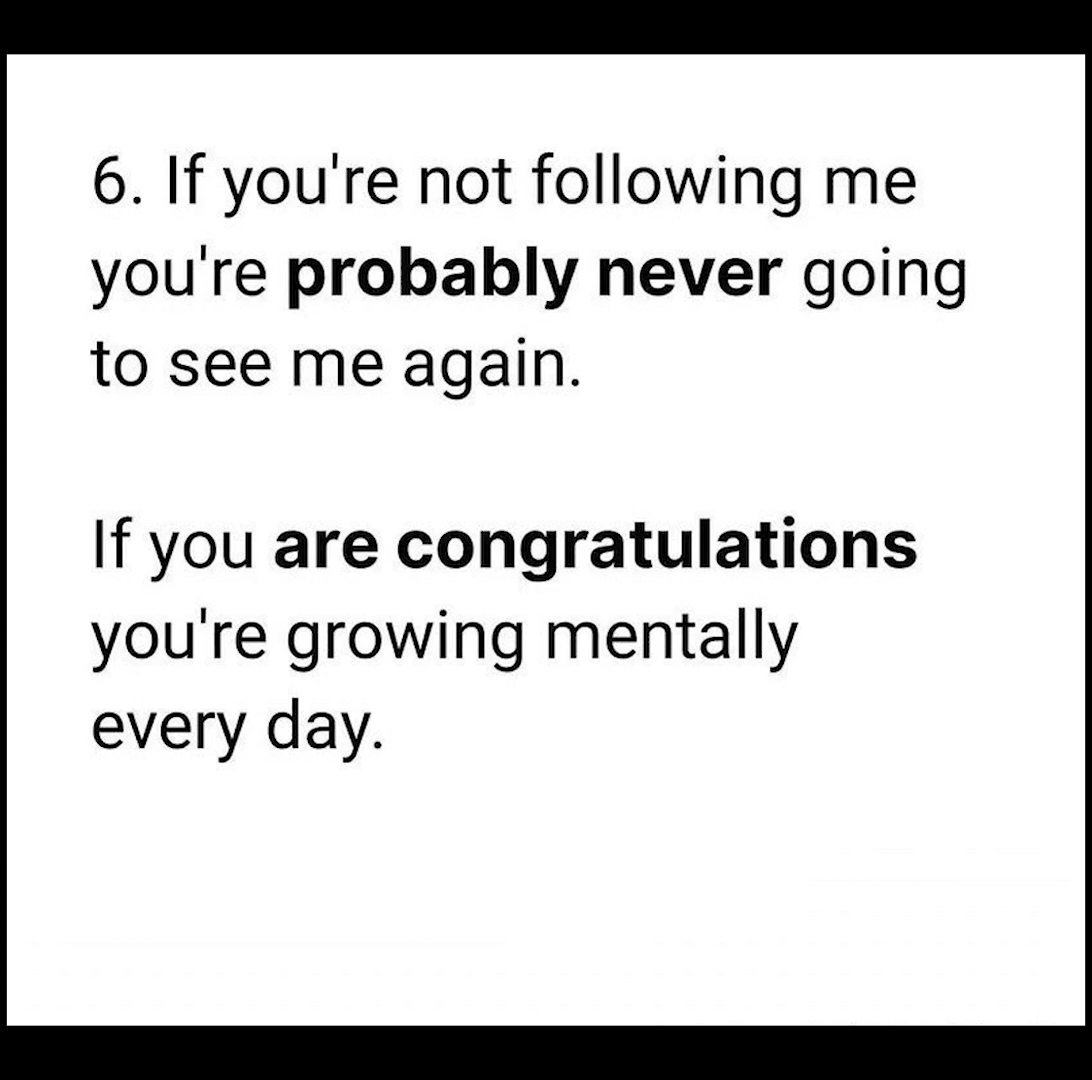 6. If you're not following me
you're probably never going
to see me again.
If you are congratulations
you're growing mentally
every day.